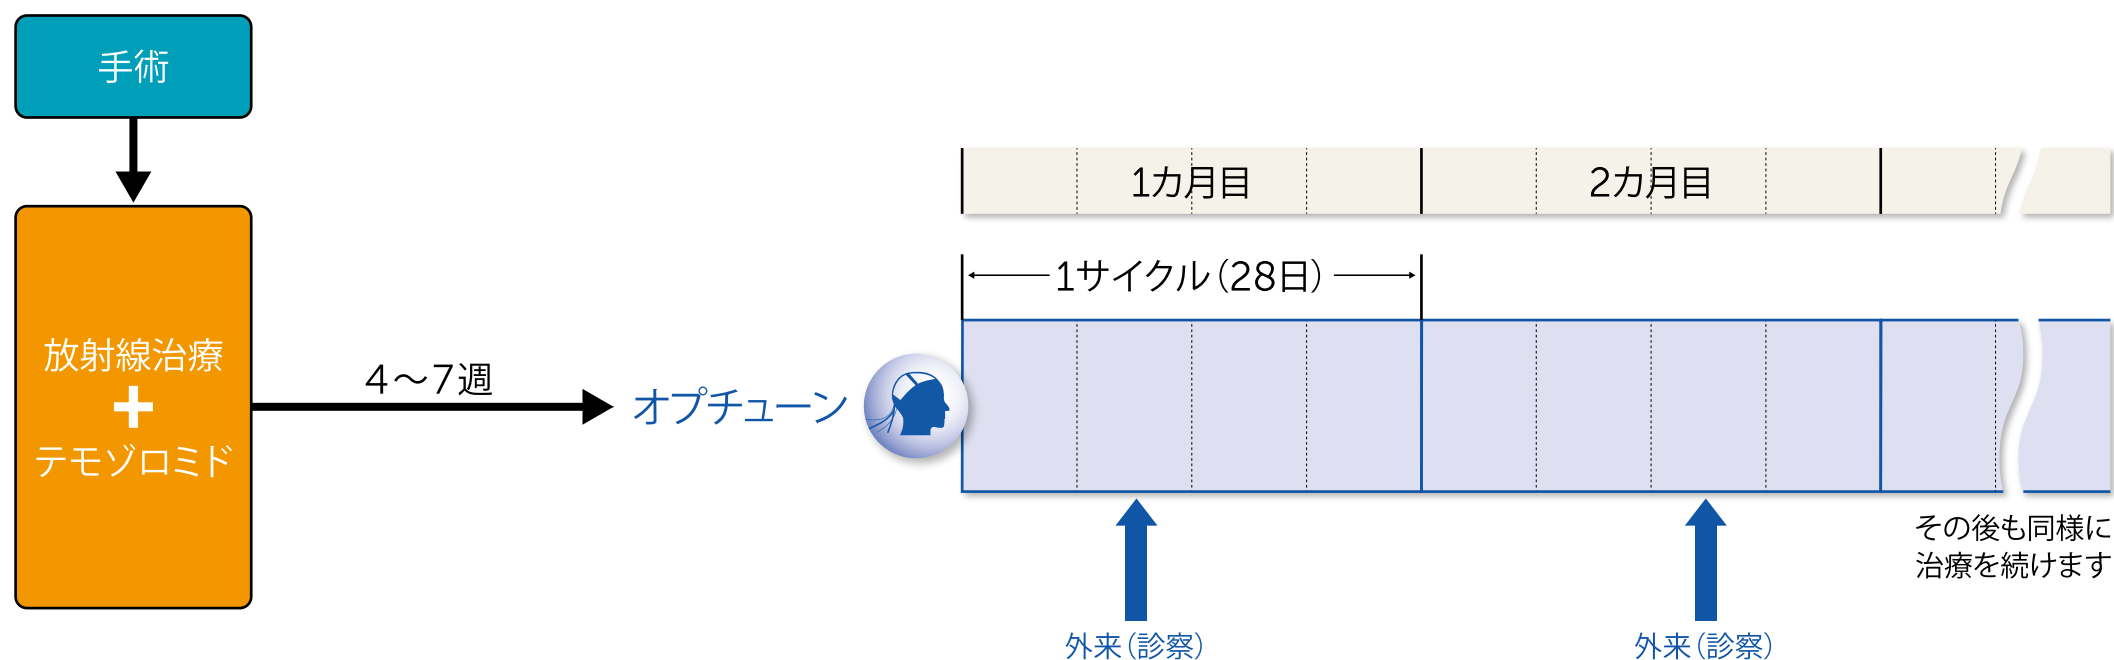 手術
放射線治療
+
テモゾロミド
4〜7週
オプチューン
1カ月目
2カ月目
1サイクル（28日）
外来（診察）
外来（診察）
その後も同様に
治療を続けます